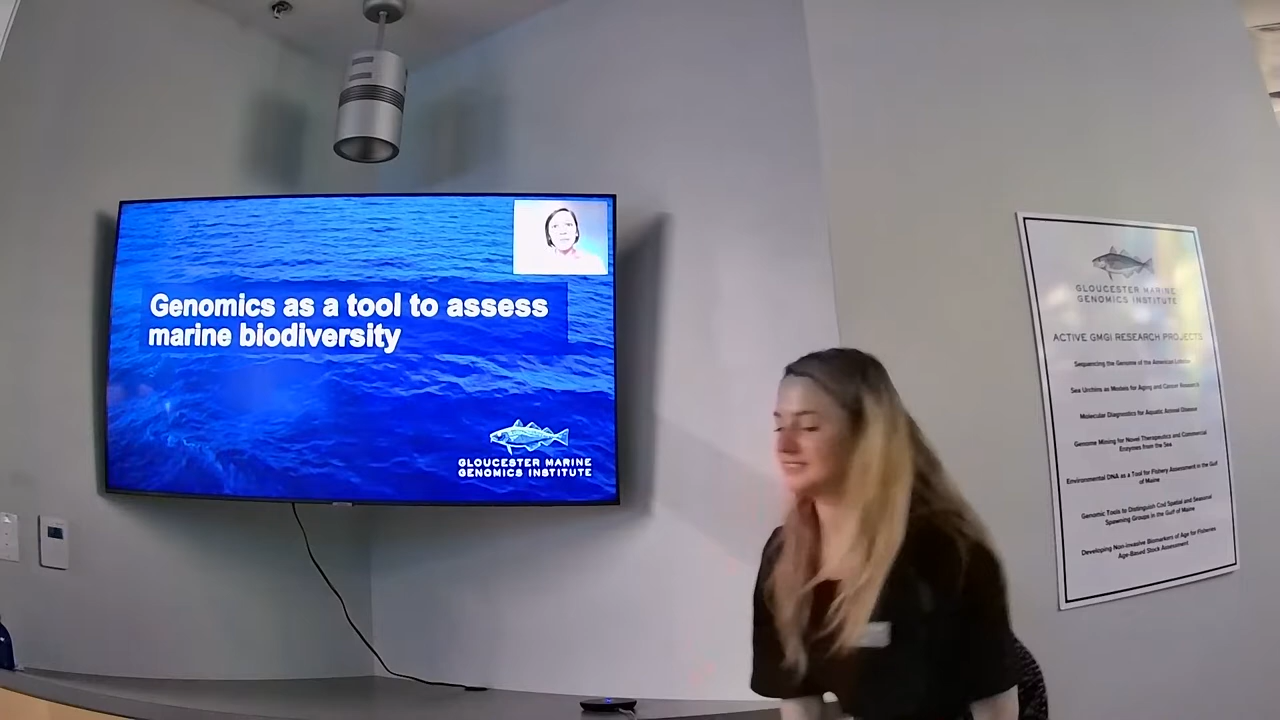 Genomics as a tool to assess
marine biodiversity
GLOUCESTER MARINE
GENOMICS INSTITUTE
GLOUCESTER MARINE
GENOMICS INSTITUTE
ACTIVE GMGI RESEARCH PROJECTS
Sequencing the Genome of the American Lobster
Sea Urchins as Models for Aging and Cancer Research
Molecular Diagnostics for Aquatic Animal Disease
Genome Mining for Novel Therapeutics and Commercial
Enzymes from the Sea
Environmental DNA as a Tool for Fishery Assessment in the Gulf
of Maine
Genomic Tools to Distinguish Cod Spatial and Seasonal
Spawning Groups in the Gulf of Maine
Developing Non-invasive Biomarkers of Age for Fisheries
Age-Based Stock Assessment